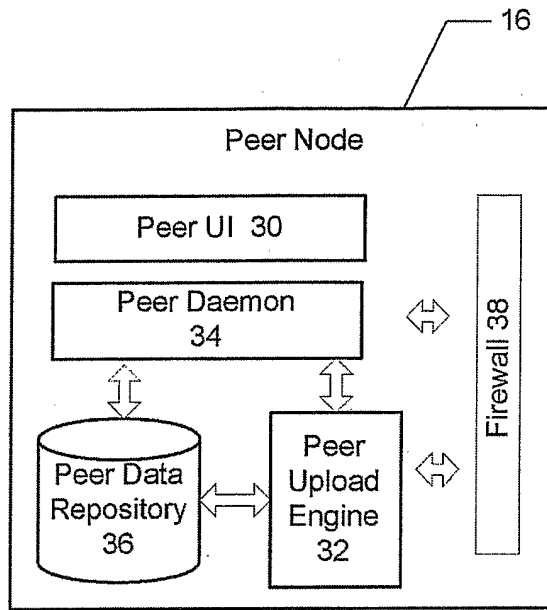 16
Peer Node
Peer UI 30
Peer Daemon
34
Firewall 38
Peer Data
Repository
36
Peer
Upload
Engine
32